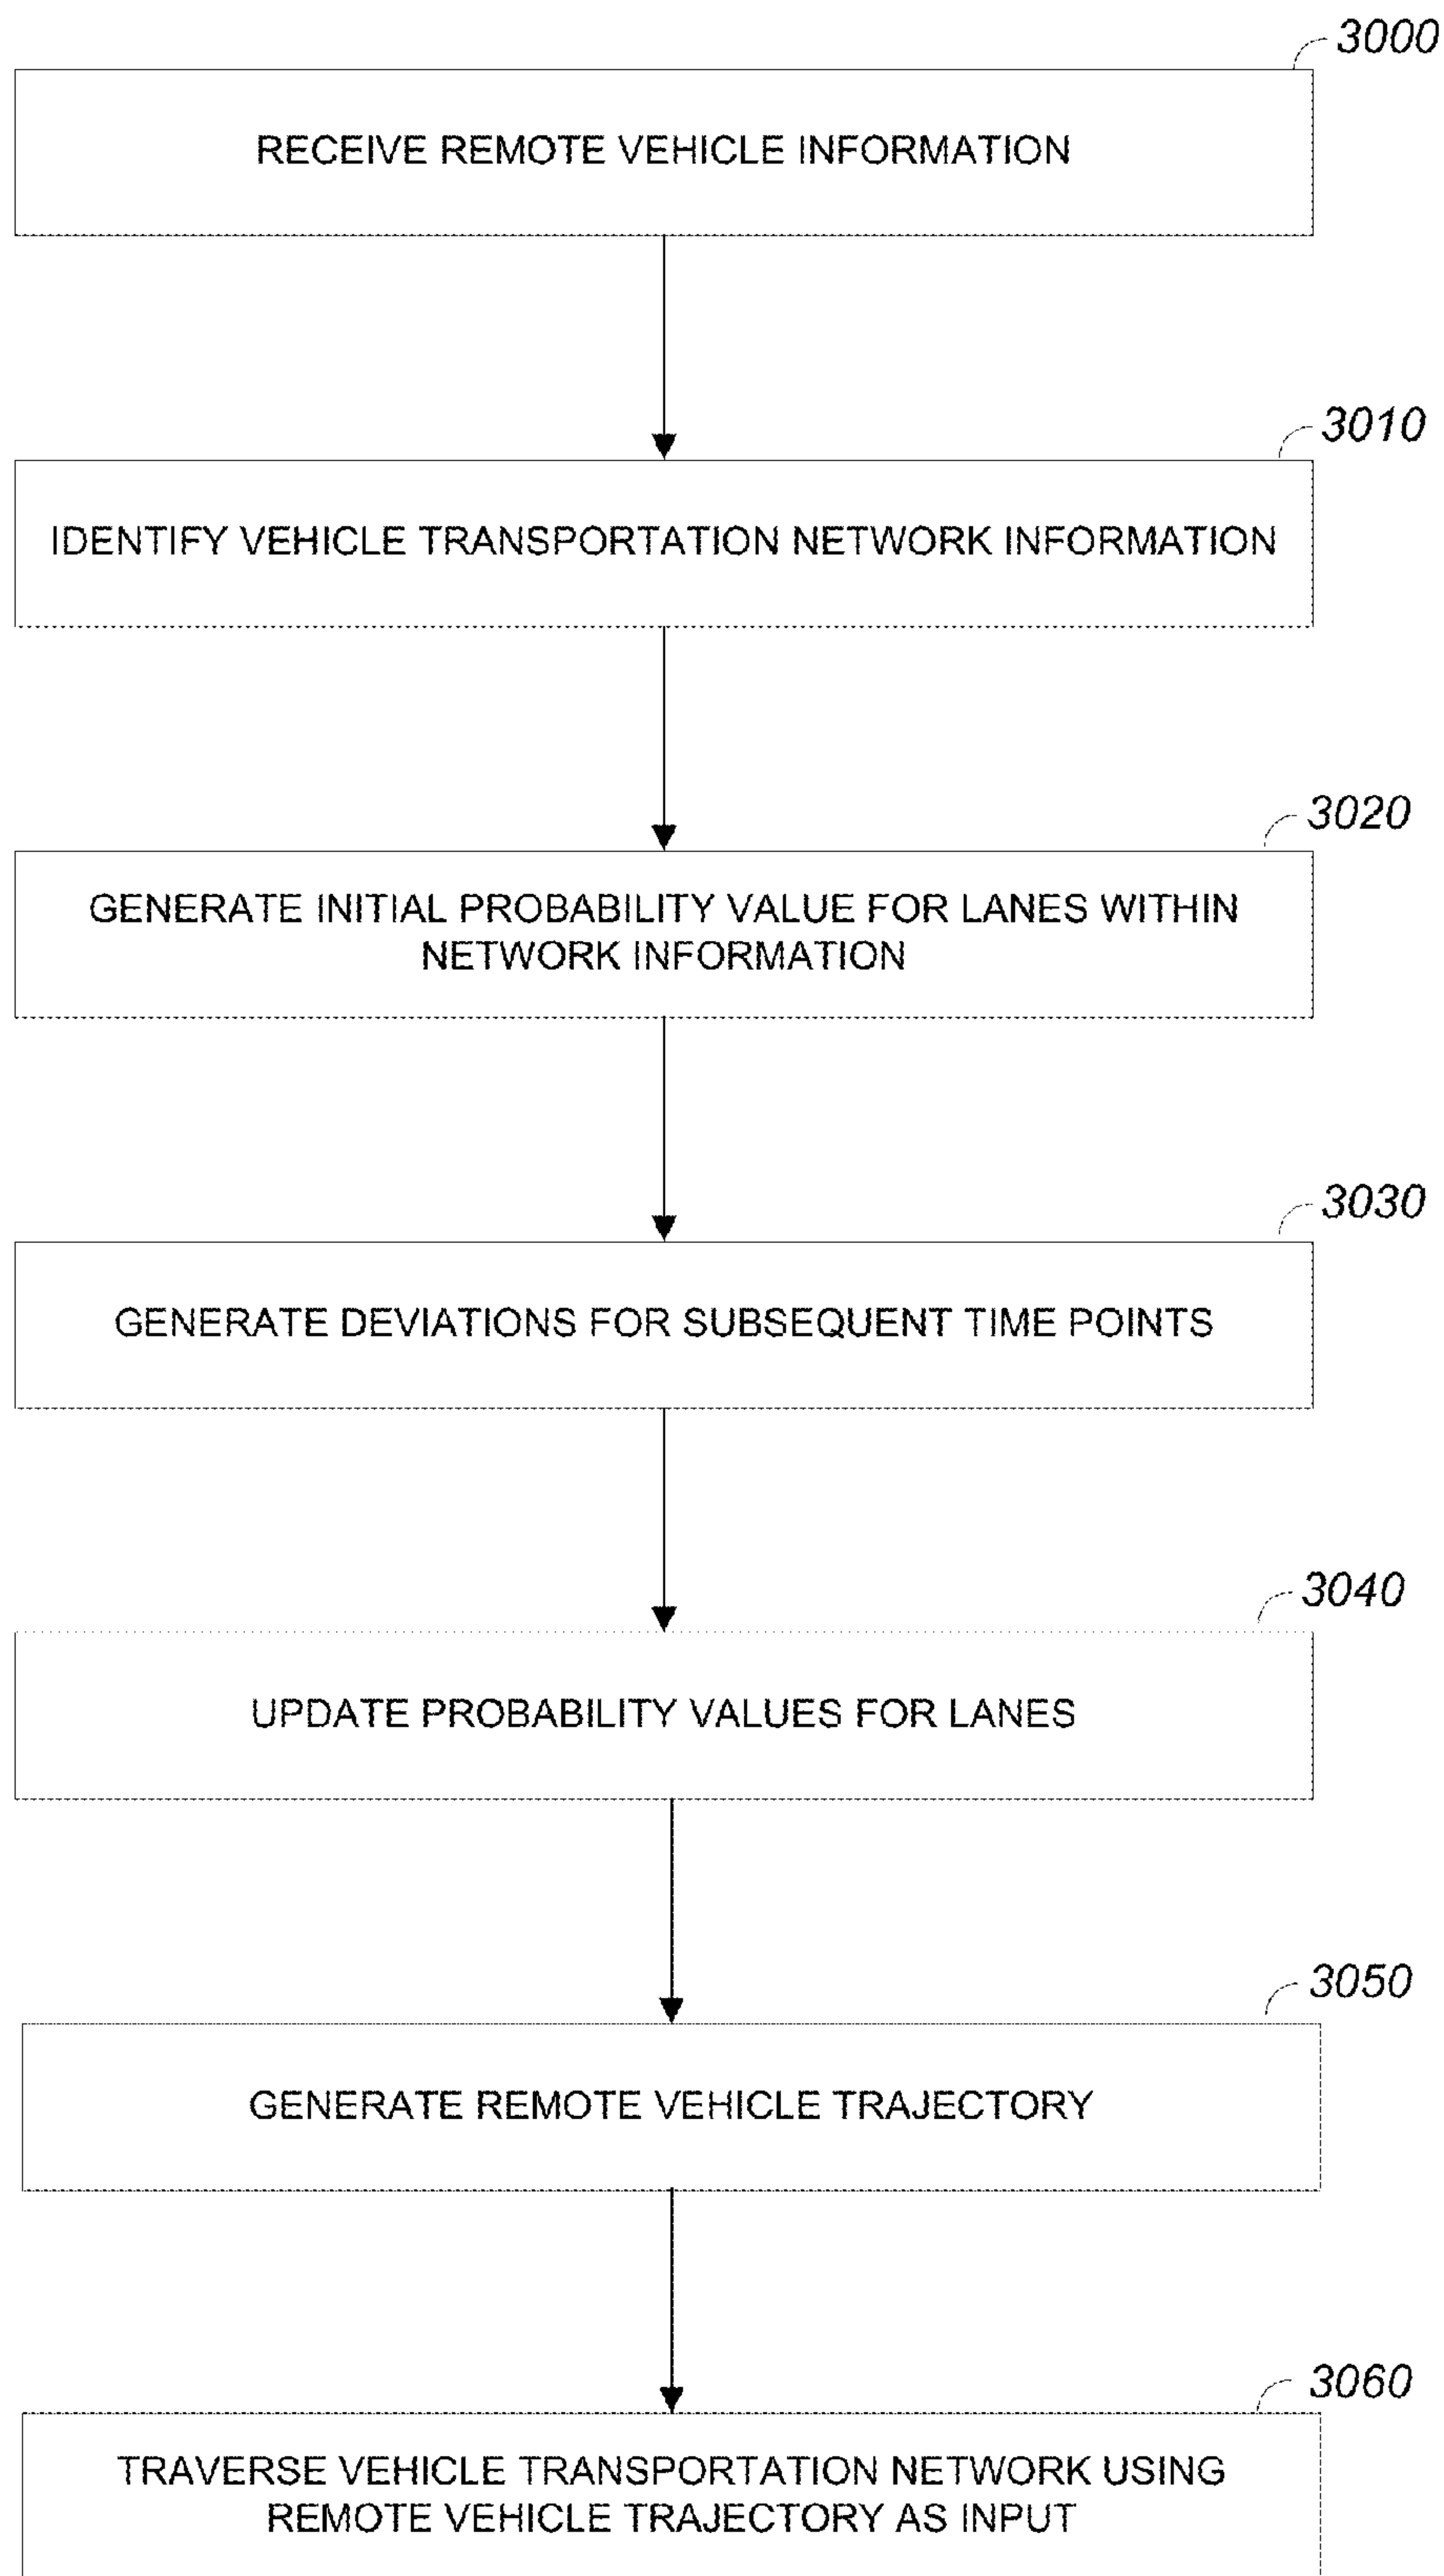 3000
RECEIVE REMOTE VEHICLE INFORMATION
3010
IDENTIFY VEHICLE TRANSPORTATION NETWORK INFORMATION
3020
GENERATE INITIAL PROBABILITY VALUE FOR LANES WITHIN
NETWORK INFORMATION
3030
GENERATE DEVIATIONS FOR SUBSEQUENT TIME POINTS
3040
UPDATE PROBABILITY VALUES FOR LANES
3050
GENERATE REMOTE VEHICLE TRAJECTORY
3060
TRAVERSE VEHICLE TRANSPORTATION NETWORK USING
REMOTE VEHICLE TRAJECTORY AS INPUT